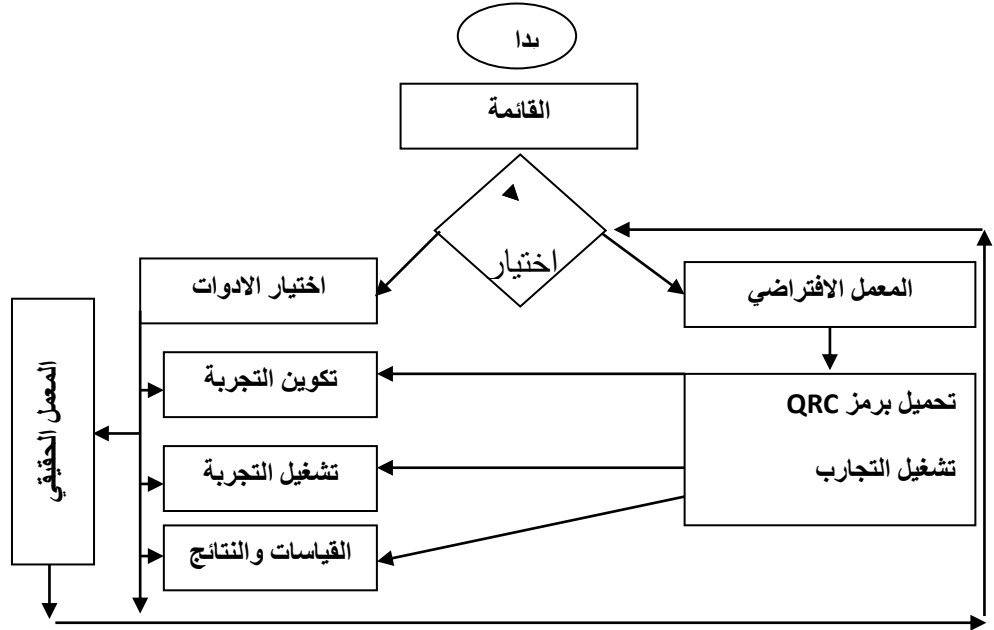 بدا
القائمة
اختيار
اختيار الادوات
المعمل الافتراضي
المعمل الحقيقي
تكوين التجربة
تحميل برمز QRC
تشغيل التجربة
تشغيل التجارب
القياسات والنتائج